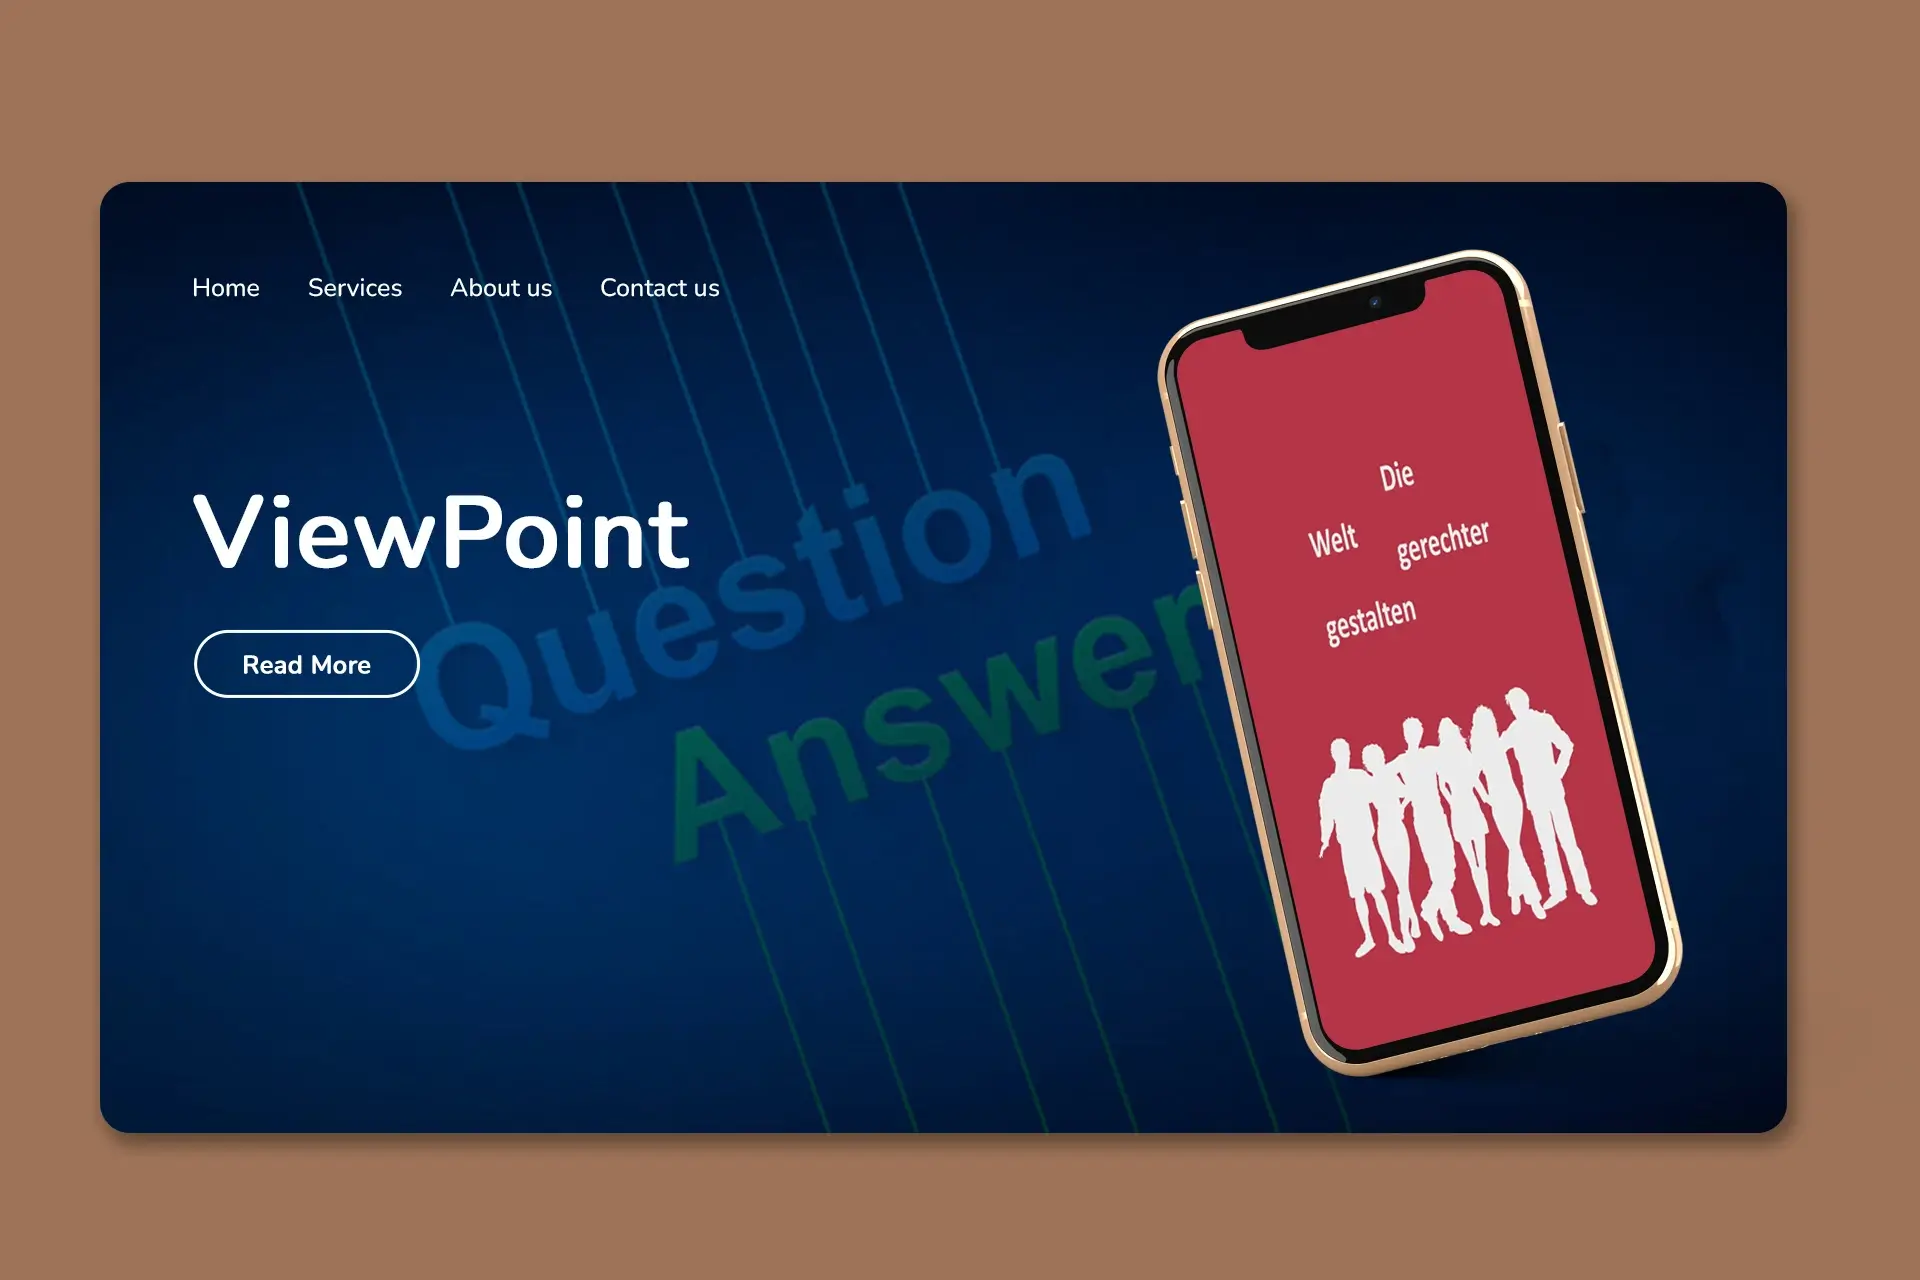 Home Services About us Contact us
ViewPoint
Read More
Question
Answer
Die
Welt gerechter
gestalten